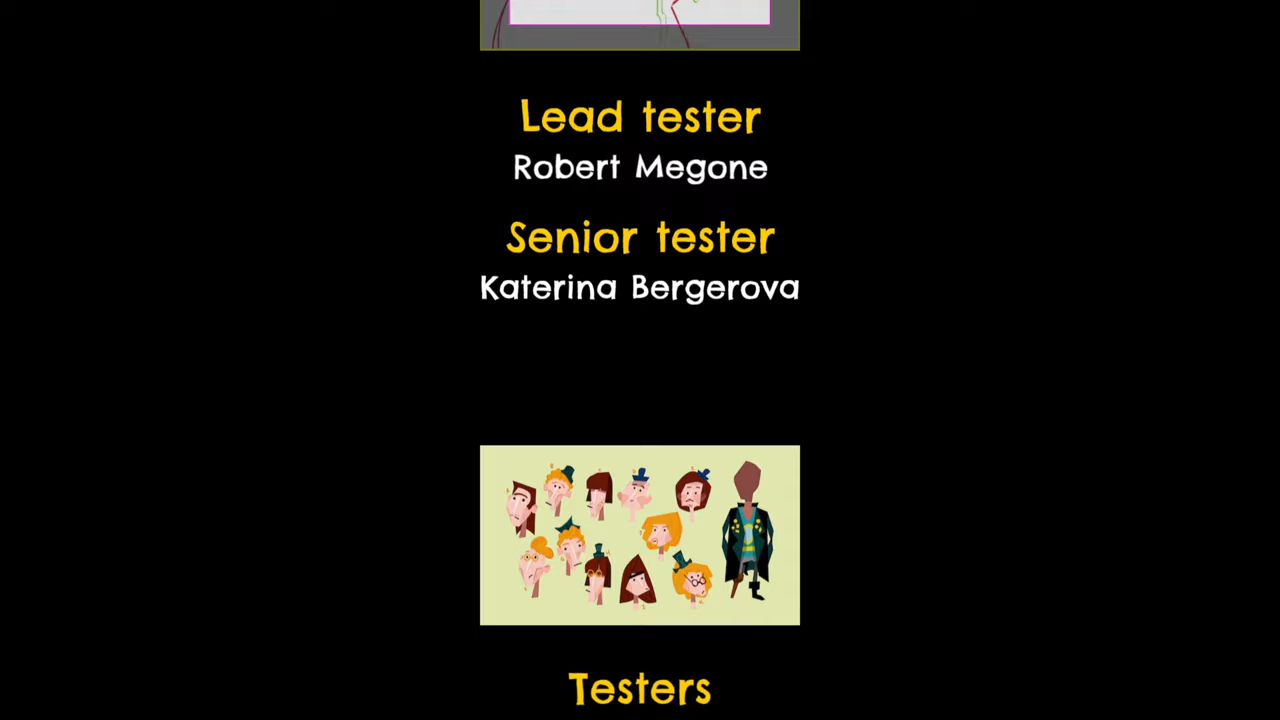 Lead tester
Robert Megone
Senior tester
Katerina Bergerova
Testers